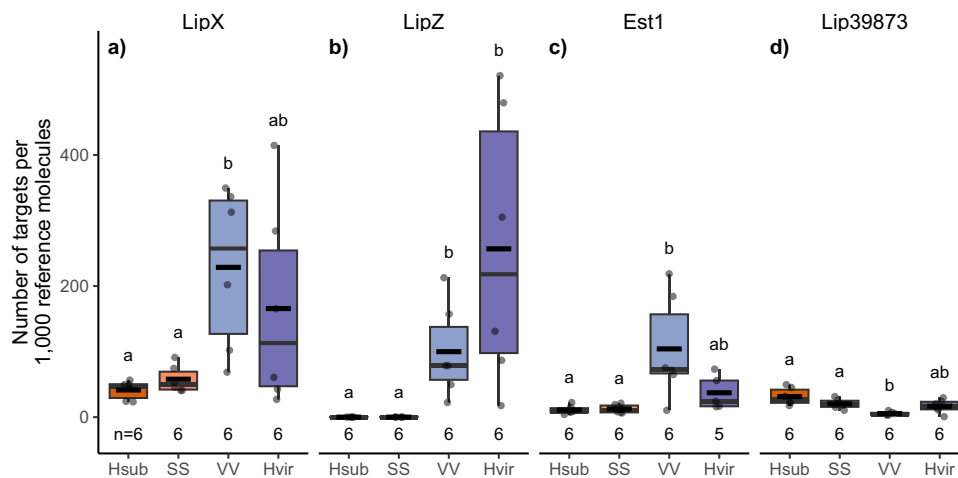 LipX LipZ Est1 Lip39873
a) b) c) d)
Number of targets per
1,000 reference molecules
400
200
0
a a b ab
a a b b
a a b ab
a a b ab
n=6 6 6 6 6 6 6 6 6 6 6 5 6 6 6 6
Hsub SS VV Hvir Hsub SS VV Hvir Hsub SS VV Hvir Hsub SS VV Hvir